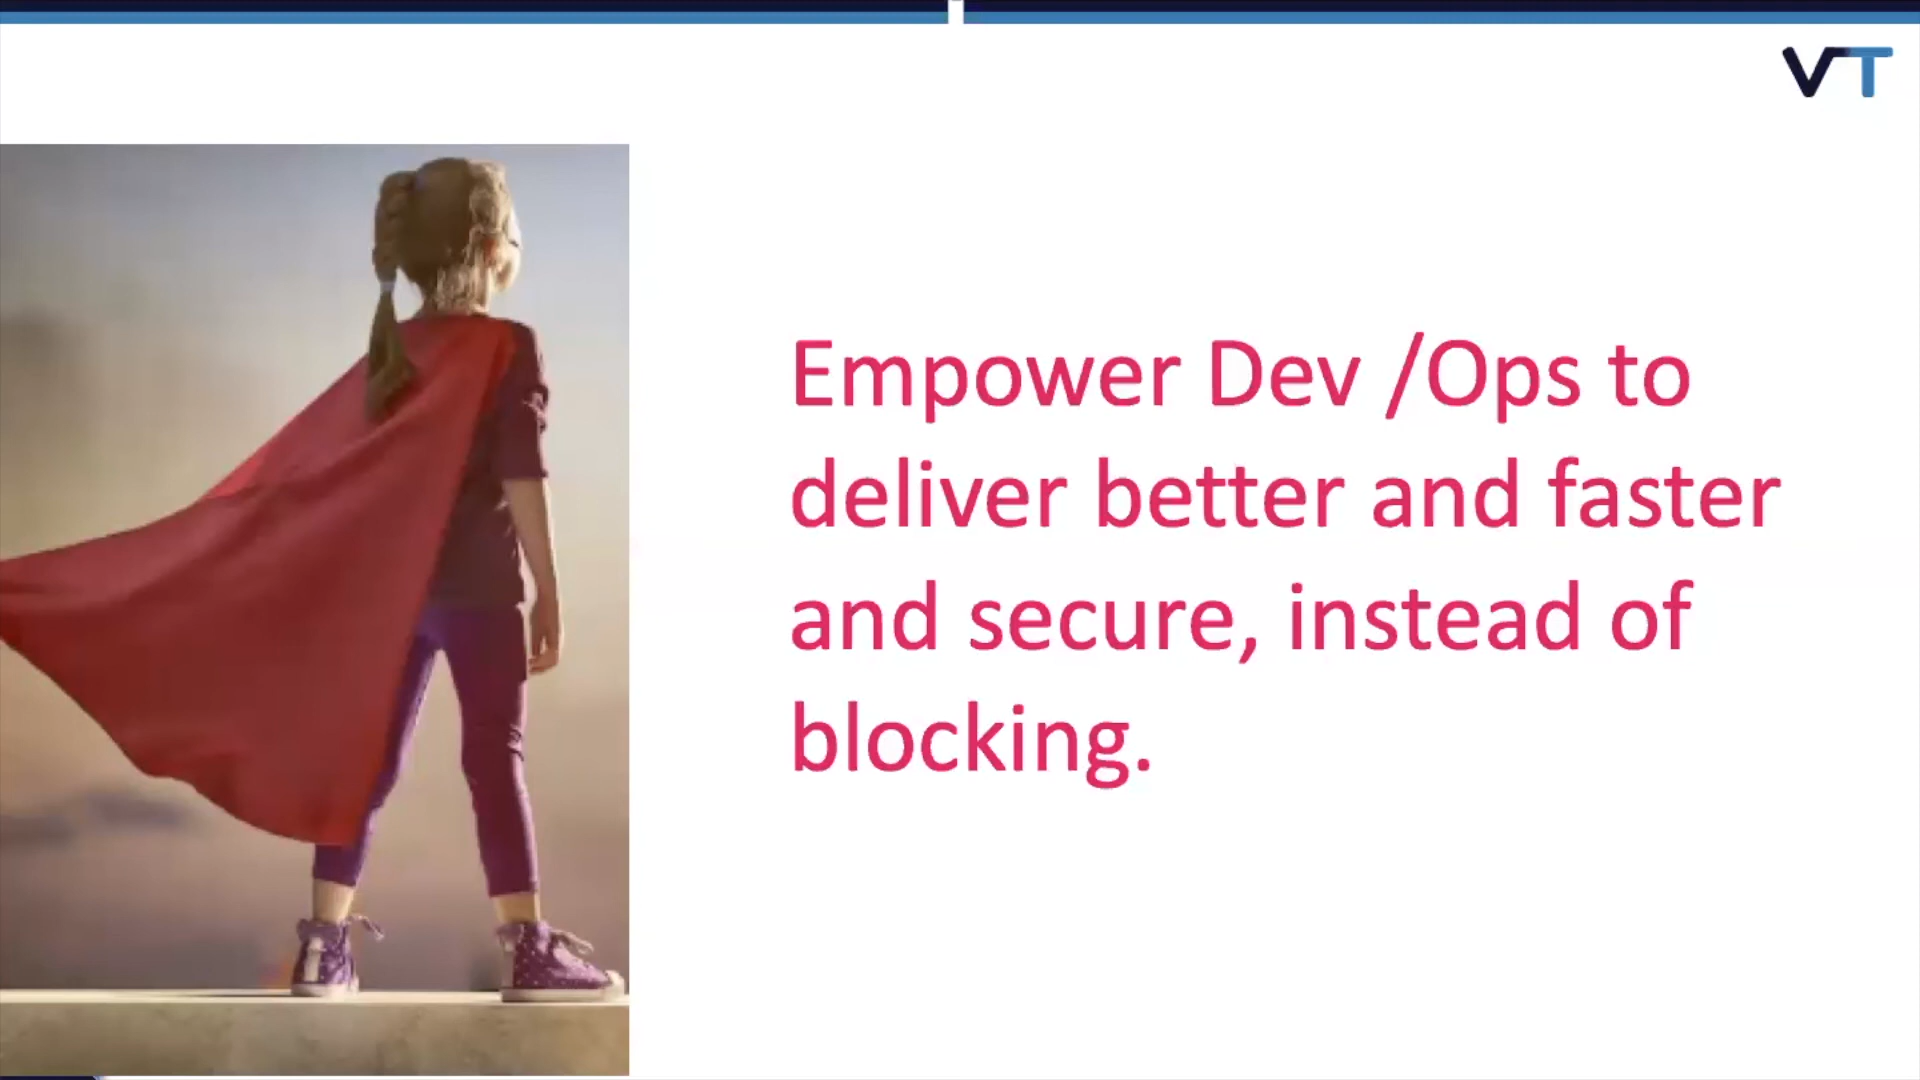 VT
Empower Dev /Ops to
deliver better and faster
and secure, instead of
blocking.